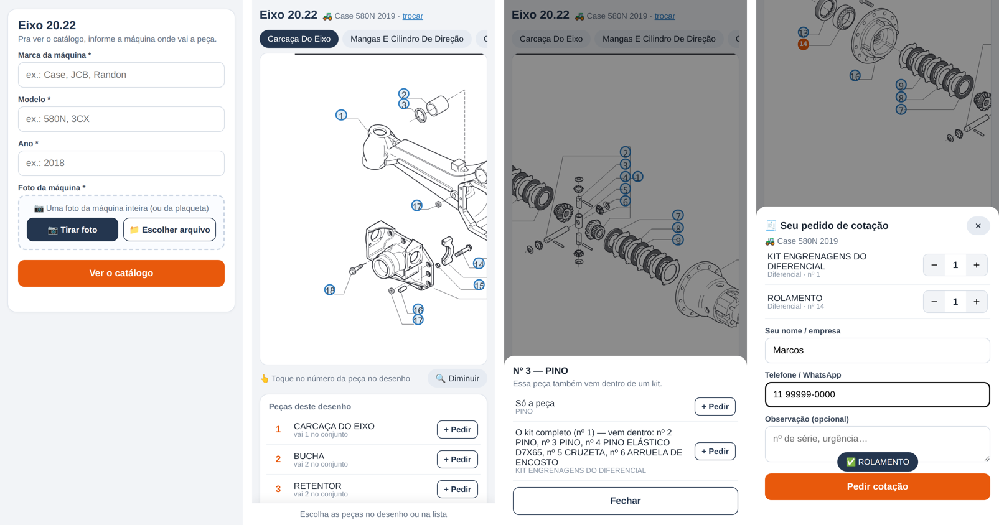 Eixo 20.22
Pra ver o catálogo, informe a máquina onde vai a peça.
Marca da máquina *
ex.: Case, JCB, Randon
Modelo *
ex.: 580N, 3CX
Ano *
ex.: 2018
Foto da máquina *
📷 Uma foto da máquina inteira (ou da plaqueta)
📷 Tirar foto
📁 Escolher arquivo
Ver o catálogo
Eixo 20.22 🚜 Case 580N 2019 · trocar
Carcaça Do Eixo
Mangas E Cilindro De Direção
2
3
1
17
14
15
18
16
17
👆 Toque no número da peça no desenho
🔍 Diminuir
Peças deste desenho
1 CARCAÇA DO EIXO
vai 1 no conjunto
+ Pedir
2 BUCHA
vai 2 no conjunto
+ Pedir
3 RETENTOR
vai 2 no conjunto
+ Pedir
Escolha as peças no desenho ou na lista
Eixo 20.22 🚜 Case 580N 2019 · trocar
Carcaça Do Eixo
Mangas E Cilindro De Direção
2
3
4
1
5
6
7
8
9
Nº 3 — PINO
Essa peça também vem dentro de um kit.
Só a peça
PINO
+ Pedir
O kit completo (nº 1) — vem dentro: nº 2
PINO, nº 3 PINO, nº 4 PINO ELÁSTICO
D7X65, nº 5 CRUZETA, nº 6 ARRUELA DE
ENCOSTO
KIT ENGRENAGENS DO DIFERENCIAL
+ Pedir
Fechar
13
14
16
9
8
7
🧾 Seu pedido de cotação
×
🚜 Case 580N 2019
KIT ENGRENAGENS DO
DIFERENCIAL
Diferencial · nº 1
− 1 +
ROLAMENTO
Diferencial · nº 14
− 1 +
Seu nome / empresa
Marcos
Telefone / WhatsApp
11 99999-0000
Observação (opcional)
nº de série, urgência…
✅ ROLAMENTO
Pedir cotação